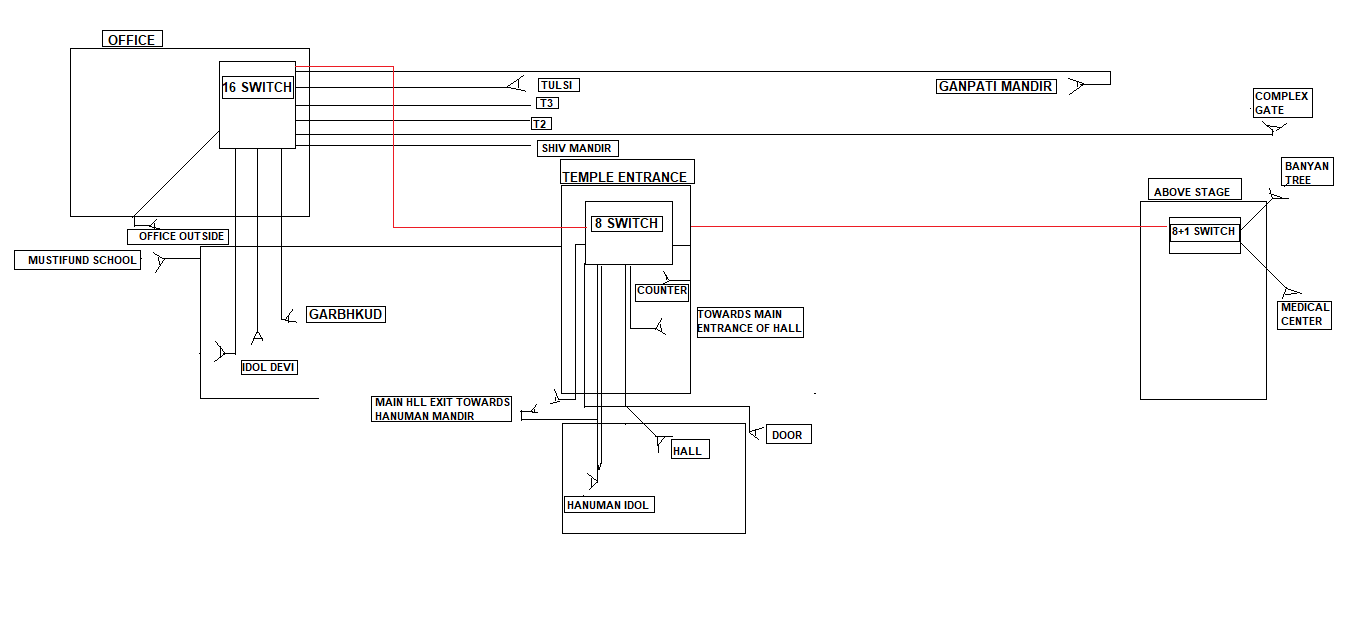 OFFICE
16 SWITCH
TULSI
GANPATI MANDIR
T3
COMPLEX
GATE
T2
SHIV MANDIR
TEMPLE ENTRANCE
BANYAN
TREE
ABOVE STAGE
8 SWITCH
8+1 SWITCH
OFFICE OUTSIDE
MUSTIFUND SCHOOL
COUNTER
GARBHKUD
TOWARDS MAIN
ENTRANCE OF HALL
MEDICAL
CENTER
IDOL DEVI
MAIN HLL EXIT TOWARDS
HANUMAN MANDIR
DOOR
HALL
HANUMAN IDOL